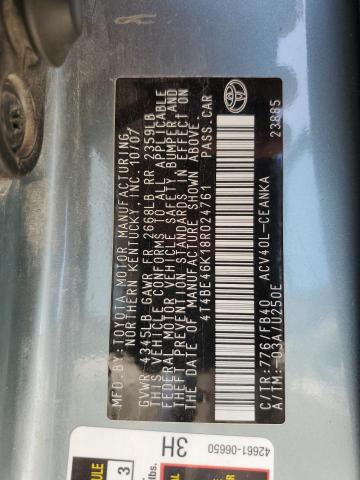 MFD.BY:TOYOTA MOTOR MANUFACTURING,
NORTHERN KENTUCKY, INC. 10/07
GVWR 4345LB GAWR FR 2668LB RR 2359LB
THIS VEHICLE CONFORMS TO ALL APPLICABLE
FEDERAL MOTOR VEHICLE SAFETY, BUMPER AND
THEFT PREVENTION STANDARDS IN EFFECT ON
THE DATE OF MANUFACTURE SHOWN ABOVE.
4T4BE46K18R024761 PASS.CAR
C/TR:776/FB40 ACV40L-CEANKA
A/TM:-03A/U250E 23885
42661-06650
3H
3
lbs.